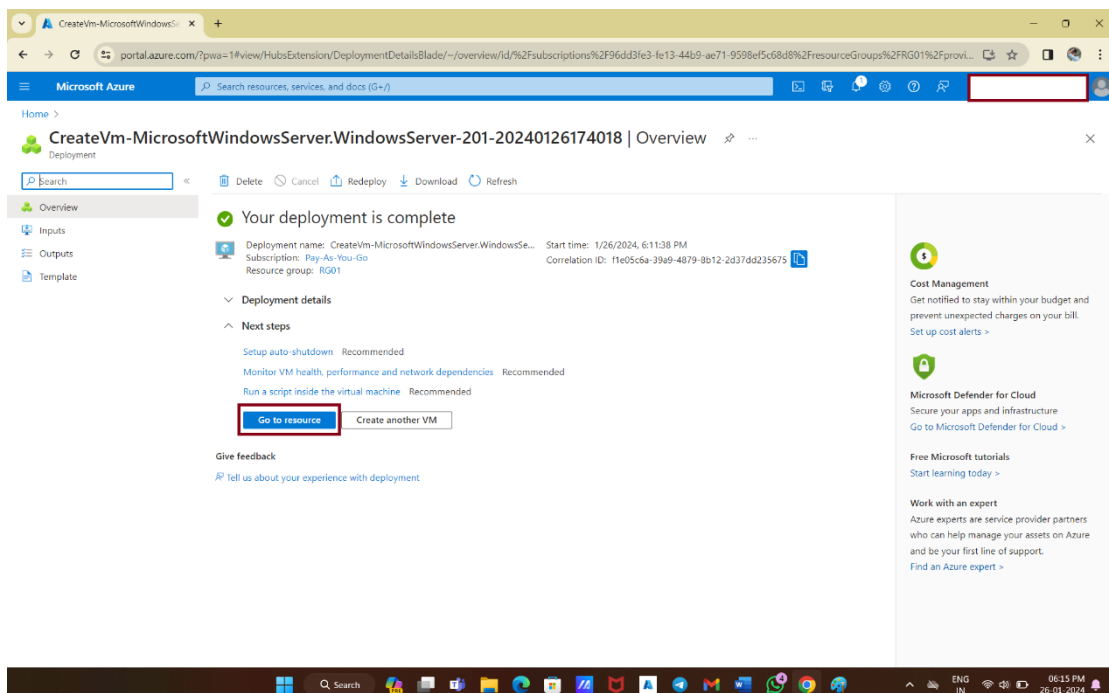 CreateVm-MicrosoftWindowsSe
portal.azure.com/?pwa=1#view/HubsExtension/DeploymentDetailsBlade/~/overview/id/%2Fsubscriptions%2F96dd3fe3-fe13-44b9-ae71-9598ef5c68d8%2FresourceGroups%2FRG01%2Fprovi...
Microsoft Azure
Search resources, services, and docs (G+/)
1
Home >
CreateVm-MicrosoftWindowsServer.WindowsServer-201-20240126174018 | Overview
Deployment
Search
Delete Cancel Redeploy Download Refresh
Overview
Inputs
Outputs
Template
Your deployment is complete
Deployment name: CreateVm-MicrosoftWindowsServer.WindowsSe... Start time: 1/26/2024, 6:11:38 PM
Subscription: Pay-As-You-Go Correlation ID: f1e05c6a-39a9-4879-8b12-2d37dd235675
Resource group: RG01
Deployment details
Next steps
Setup auto-shutdown Recommended
Monitor VM health, performance and network dependencies Recommended
Run a script inside the virtual machine Recommended
Go to resource Create another VM
Give feedback
Tell us about your experience with deployment
Cost Management
Get notified to stay within your budget and
prevent unexpected charges on your bill.
Set up cost alerts >
Microsoft Defender for Cloud
Secure your apps and infrastructure
Go to Microsoft Defender for Cloud >
Free Microsoft tutorials
Start learning today >
Work with an expert
Azure experts are service provider partners
who can help manage your assets on Azure
and be your first line of support.
Find an Azure expert >
Search
4
ENG
IN
06:15 PM
26-01-2024